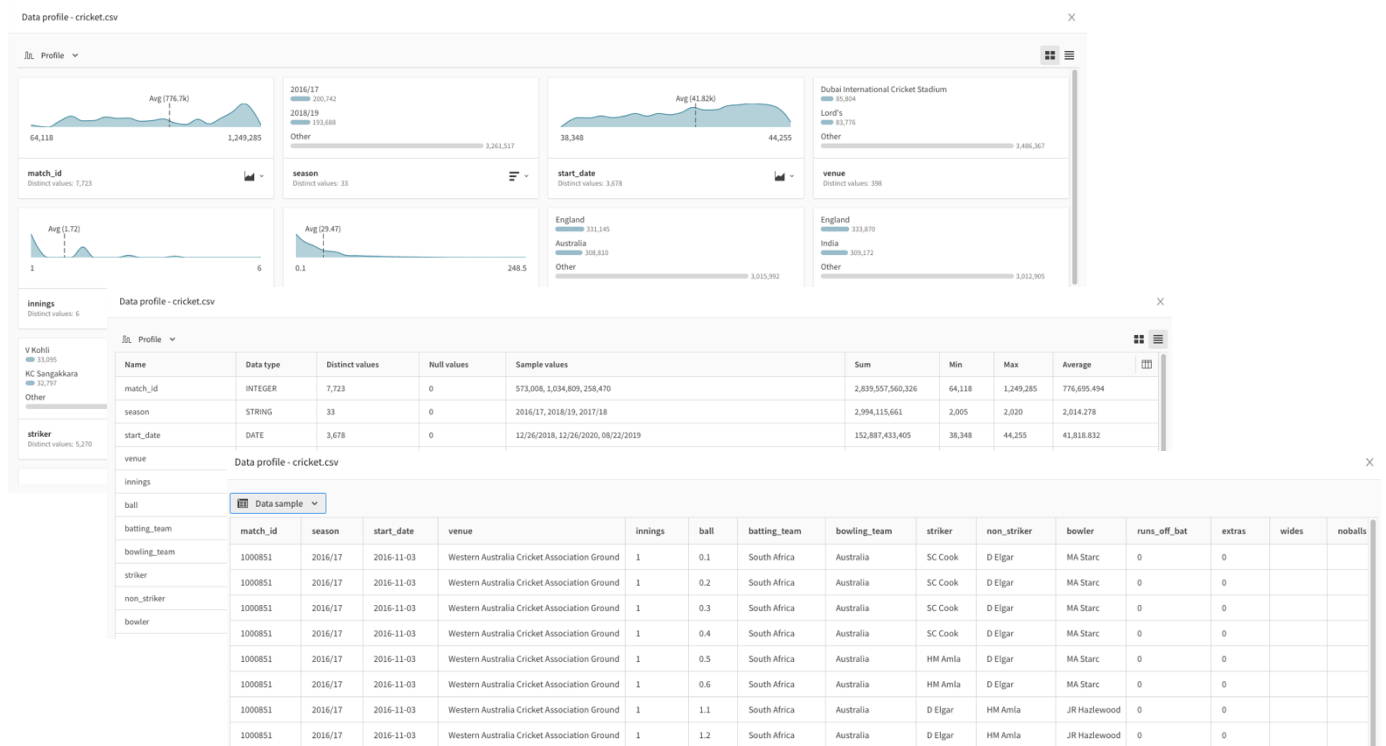 Data profile - cricket.csv X
Profile
Avg (776.7k)
64,118 1,249,285
match_id
Distinct values: 7,723
2016/17
200,742
2018/19
193,688
Other
3,261,517
season
Distinct values: 33
Avg (41.82k)
38,348 44,255
start_date
Distinct values: 3,678
Dubai International Cricket Stadium
85,804
Lord's
83,776
Other
3,486,367
venue
Distinct values: 398
Avg (1.72)
1 6
innings
Distinct values: 6
Avg (29.47)
0.1 248.5
England
331,145
Australia
308,810
Other
3,015,992
England
333,870
India
309,172
Other
3,012,905
V Kohli
33,095
KC Sangakkara
32,797
Other
striker
Distinct values: 5,270
Data profile - cricket.csv X
Profile
Name Data type Distinct values Null values Sample values Sum Min Max Average
match_id INTEGER 7,723 0 573,008, 1,034,809, 258,470 2,839,557,560,326 64,118 1,249,285 776,695.494
season STRING 33 0 2016/17, 2018/19, 2017/18 2,994,115,661 2,005 2,020 2,014.278
start_date DATE 3,678 0 12/26/2018, 12/26/2020, 08/22/2019 152,887,433,405 38,348 44,255 41,818.832
venue
innings
ball
batting_team
bowling_team
striker
non_striker
bowler
Data profile - cricket.csv X
Data sample
match_id season start_date venue innings ball batting_team bowling_team striker non_striker bowler runs_off_bat extras wides noballs
1000851 2016/17 2016-11-03 Western Australia Cricket Association Ground 1 0.1 South Africa Australia SC Cook D Elgar MA Starc 0 0
1000851 2016/17 2016-11-03 Western Australia Cricket Association Ground 1 0.2 South Africa Australia SC Cook D Elgar MA Starc 0 0
1000851 2016/17 2016-11-03 Western Australia Cricket Association Ground 1 0.3 South Africa Australia SC Cook D Elgar MA Starc 0 0
1000851 2016/17 2016-11-03 Western Australia Cricket Association Ground 1 0.4 South Africa Australia SC Cook D Elgar MA Starc 0 0
1000851 2016/17 2016-11-03 Western Australia Cricket Association Ground 1 0.5 South Africa Australia HM Amla D Elgar MA Starc 0 0
1000851 2016/17 2016-11-03 Western Australia Cricket Association Ground 1 0.6 South Africa Australia HM Amla D Elgar MA Starc 0 0
1000851 2016/17 2016-11-03 Western Australia Cricket Association Ground 1 1.1 South Africa Australia D Elgar HM Amla JR Hazlewood 0 0
1000851 2016/17 2016-11-03 Western Australia Cricket Association Ground 1 1.2 South Africa Australia D Elgar HM Amla JR Hazlewood 0 0